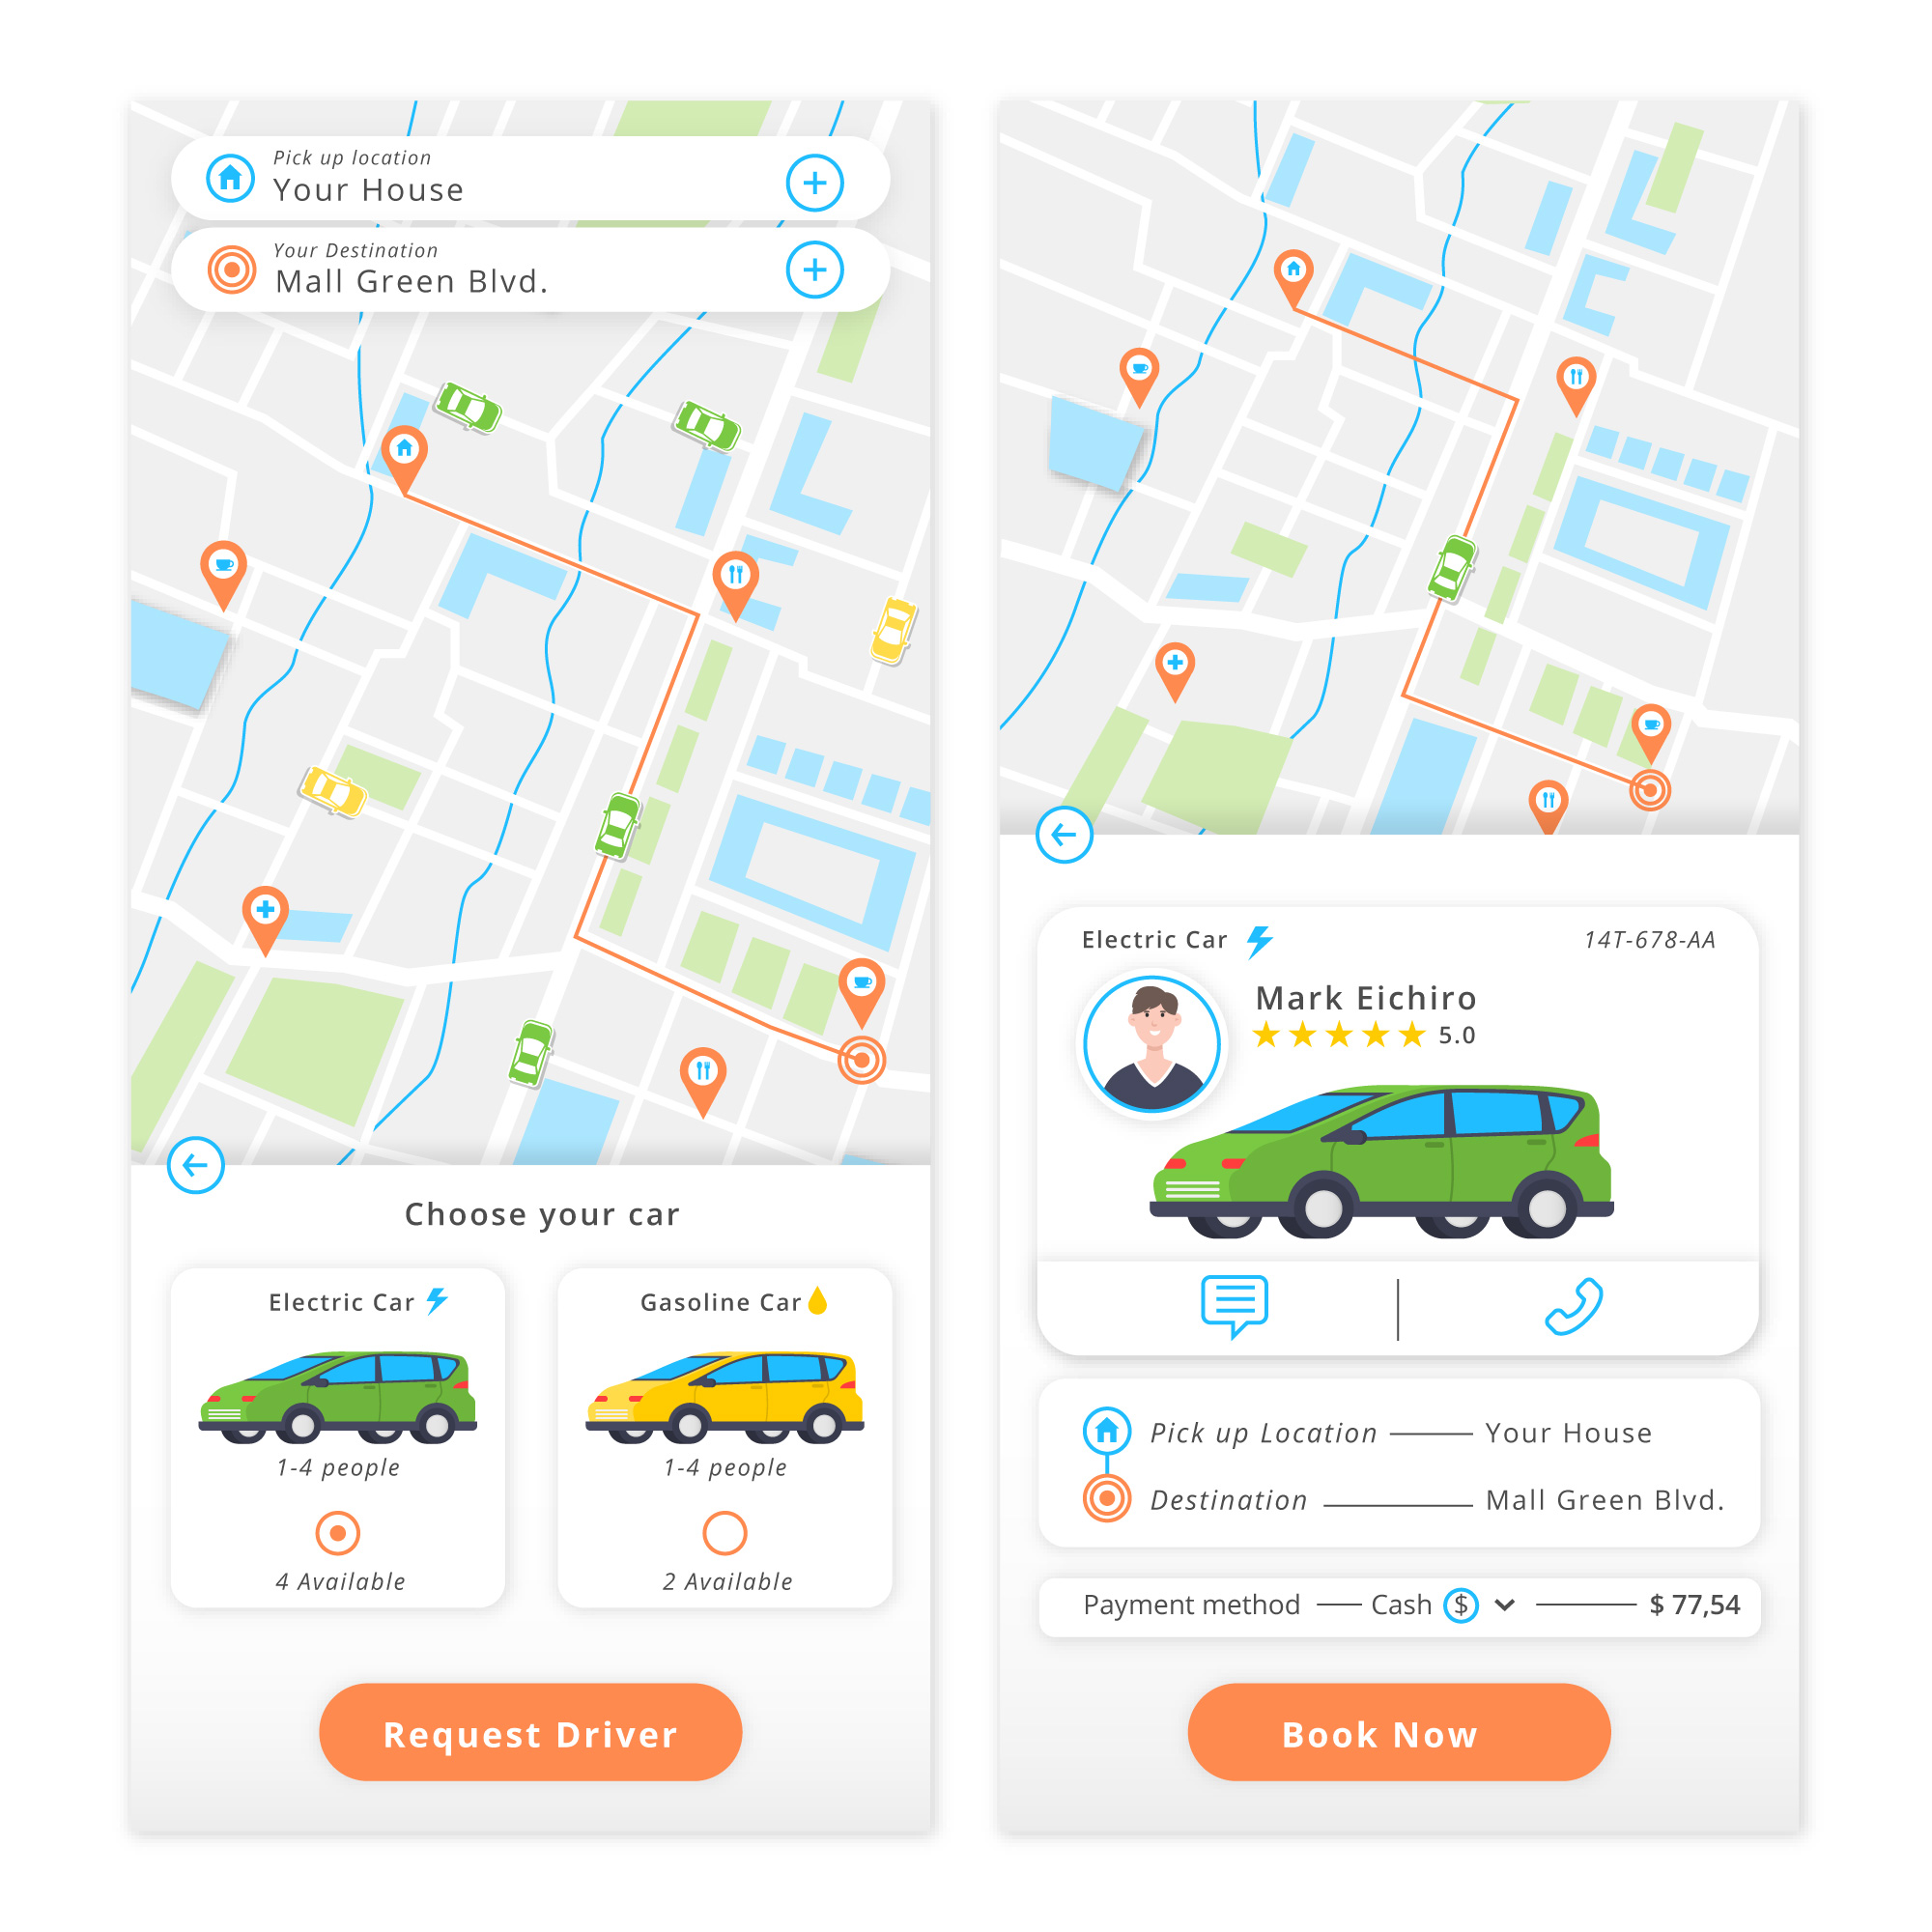 Pick up location
Your House
Your Destination
Mall Green Blvd.
Choose your car
Electric Car
1-4 people
4 Available
Gasoline Car
1-4 people
2 Available
Request Driver
Electric Car
14T-678-AA
Mark Eichiro
5.0
Pick up Location Your House
Destination Mall Green Blvd.
Payment method Cash $ $ 77,54
Book Now